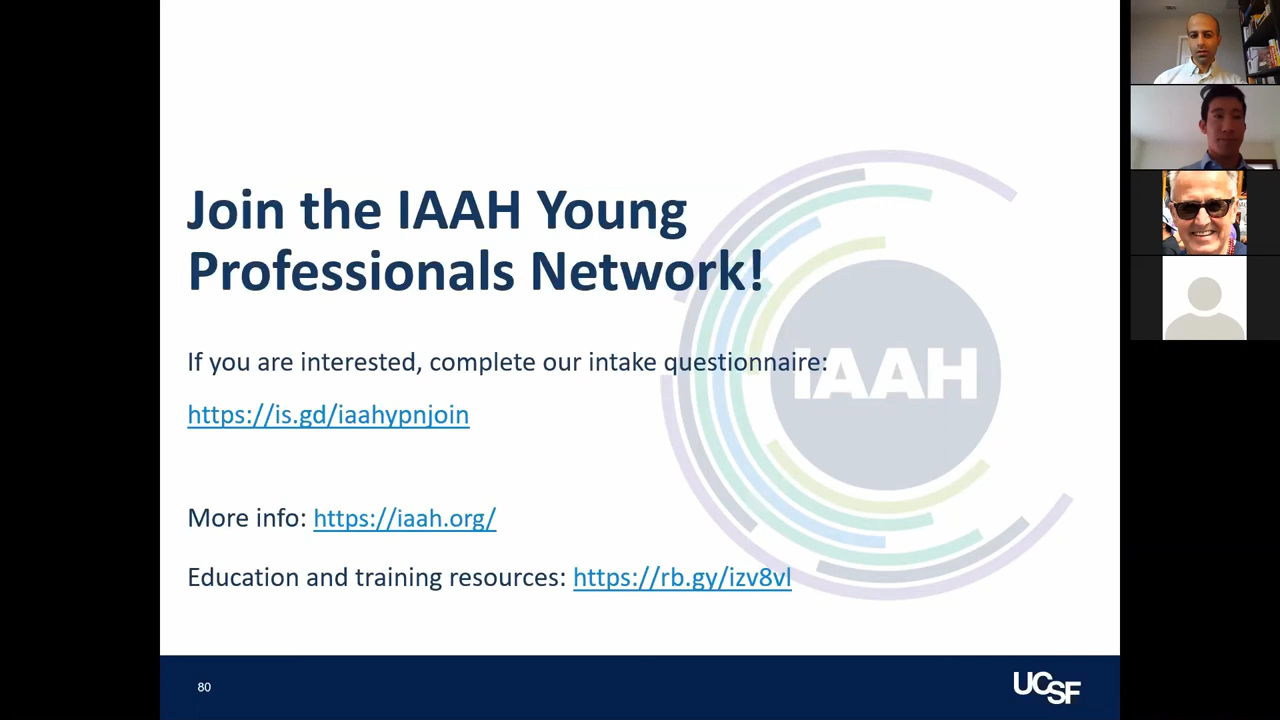 Join the IAAH Young
Professionals Network!
If you are interested, complete our intake questionnaire:
https://is.gd/iaahypnjoin
IAAH
More info: https://iaah.org/
Education and training resources: https://rb.gy/izv8vl
80
UCSF